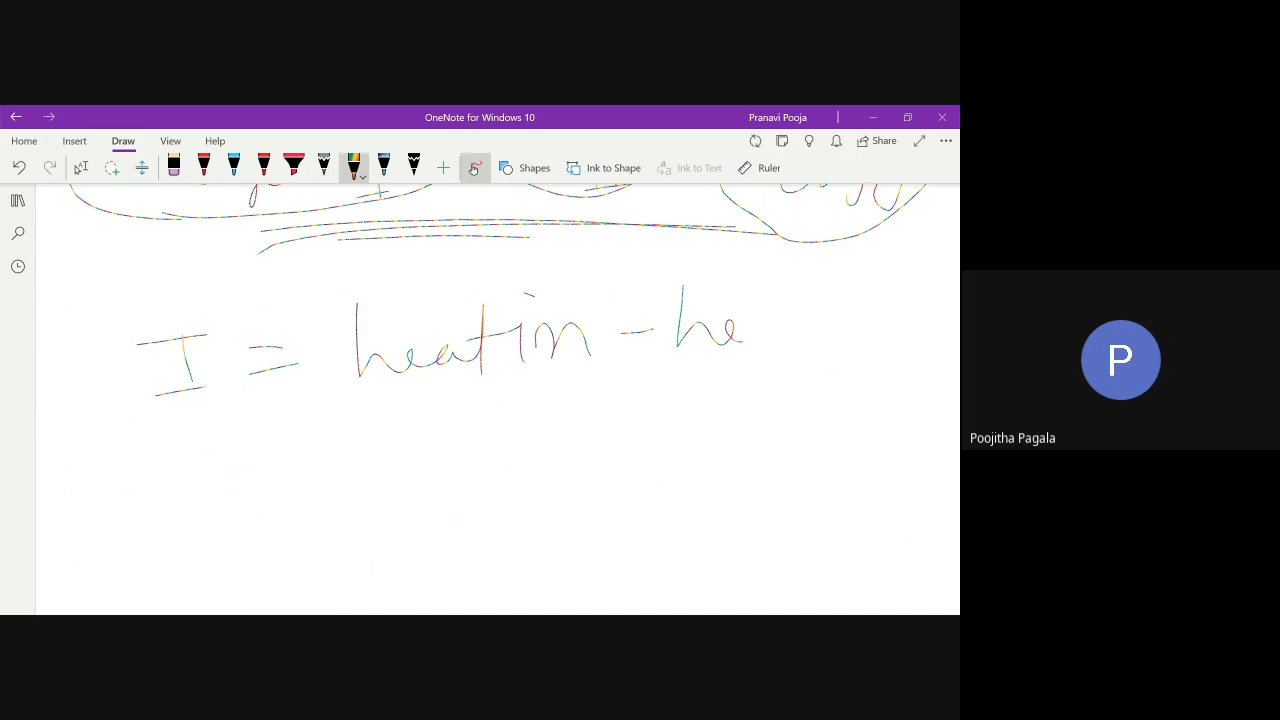 OneNote for Windows 10
Pranavi Pooja
Home Insert Draw View Help
Share
Shapes Ink to Shape Ink to Text Ruler
I = heatin - he
P
Poojitha Pagala